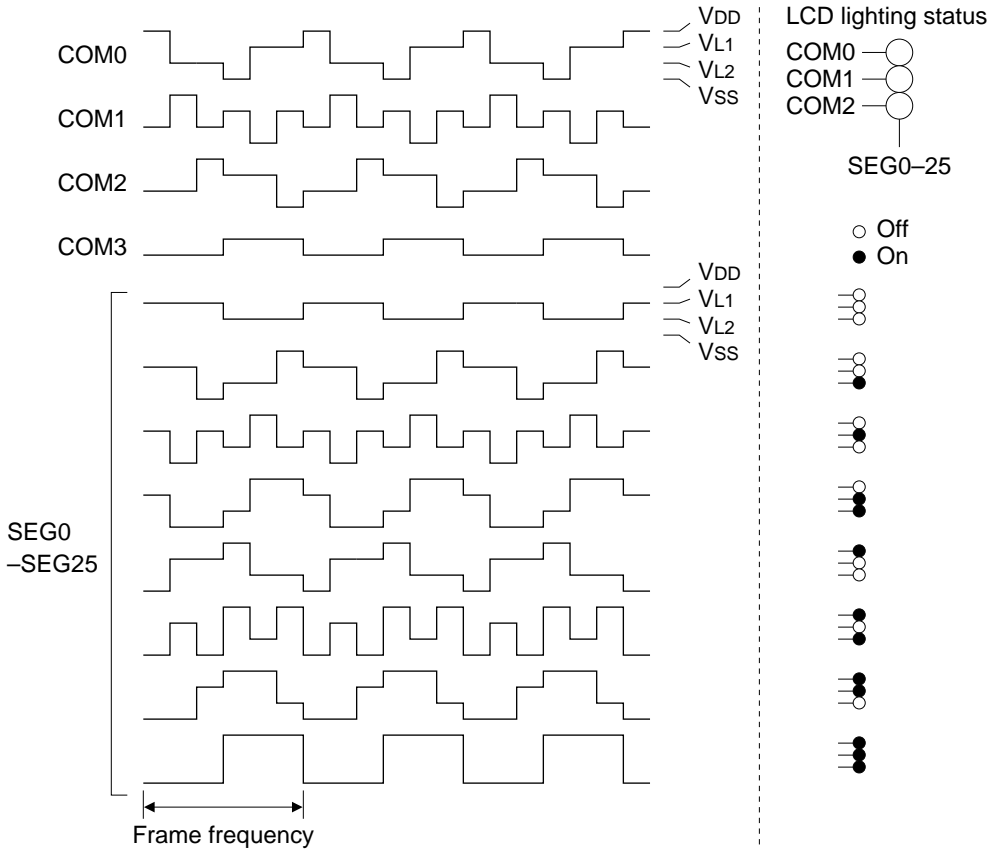 COM0
COM1
COM2
COM3
VDD
VL1
VL2
VSS
VDD
VL1
VL2
VSS
SEG0
–SEG25
Frame frequency
LCD lighting status
COM0
COM1
COM2
SEG0–25
Off
On